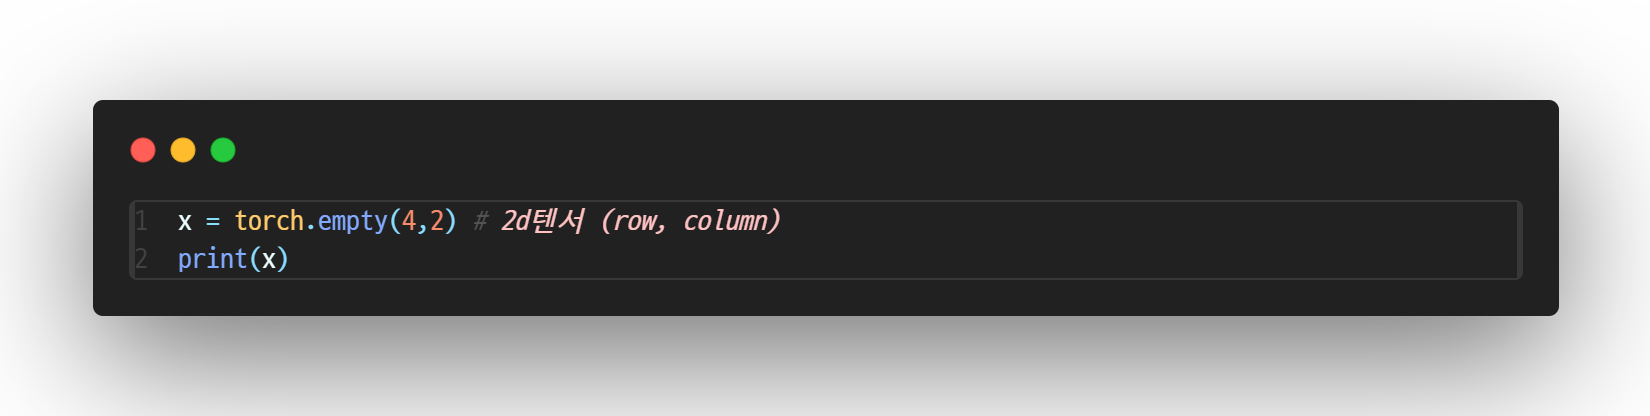 1 x = torch.empty(4,2) # 2d텐서 (row, column)
2 print(x)